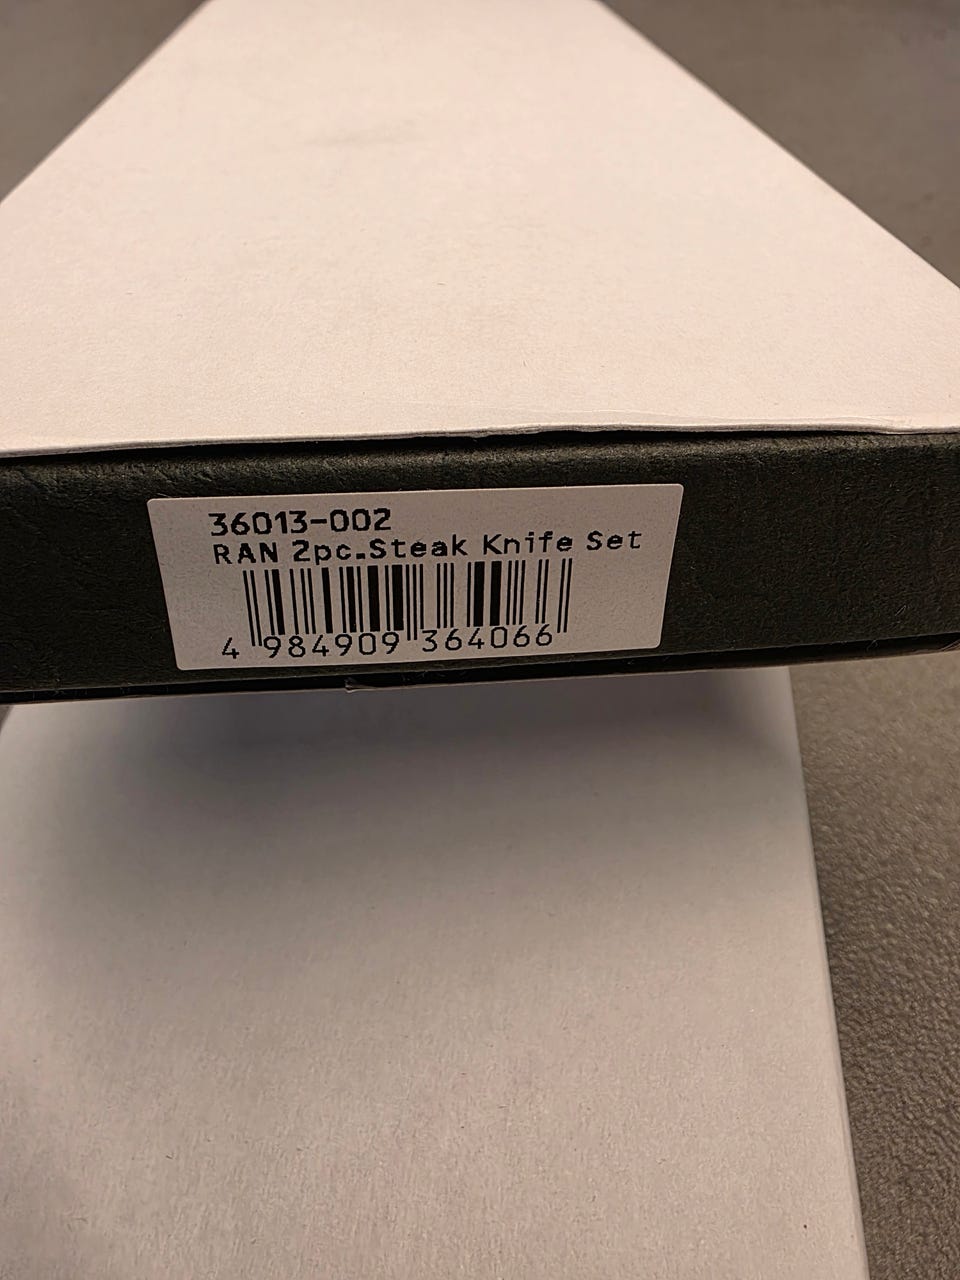 36013-002
RAN 2pc.Steak Knife Set
4 984909 364066